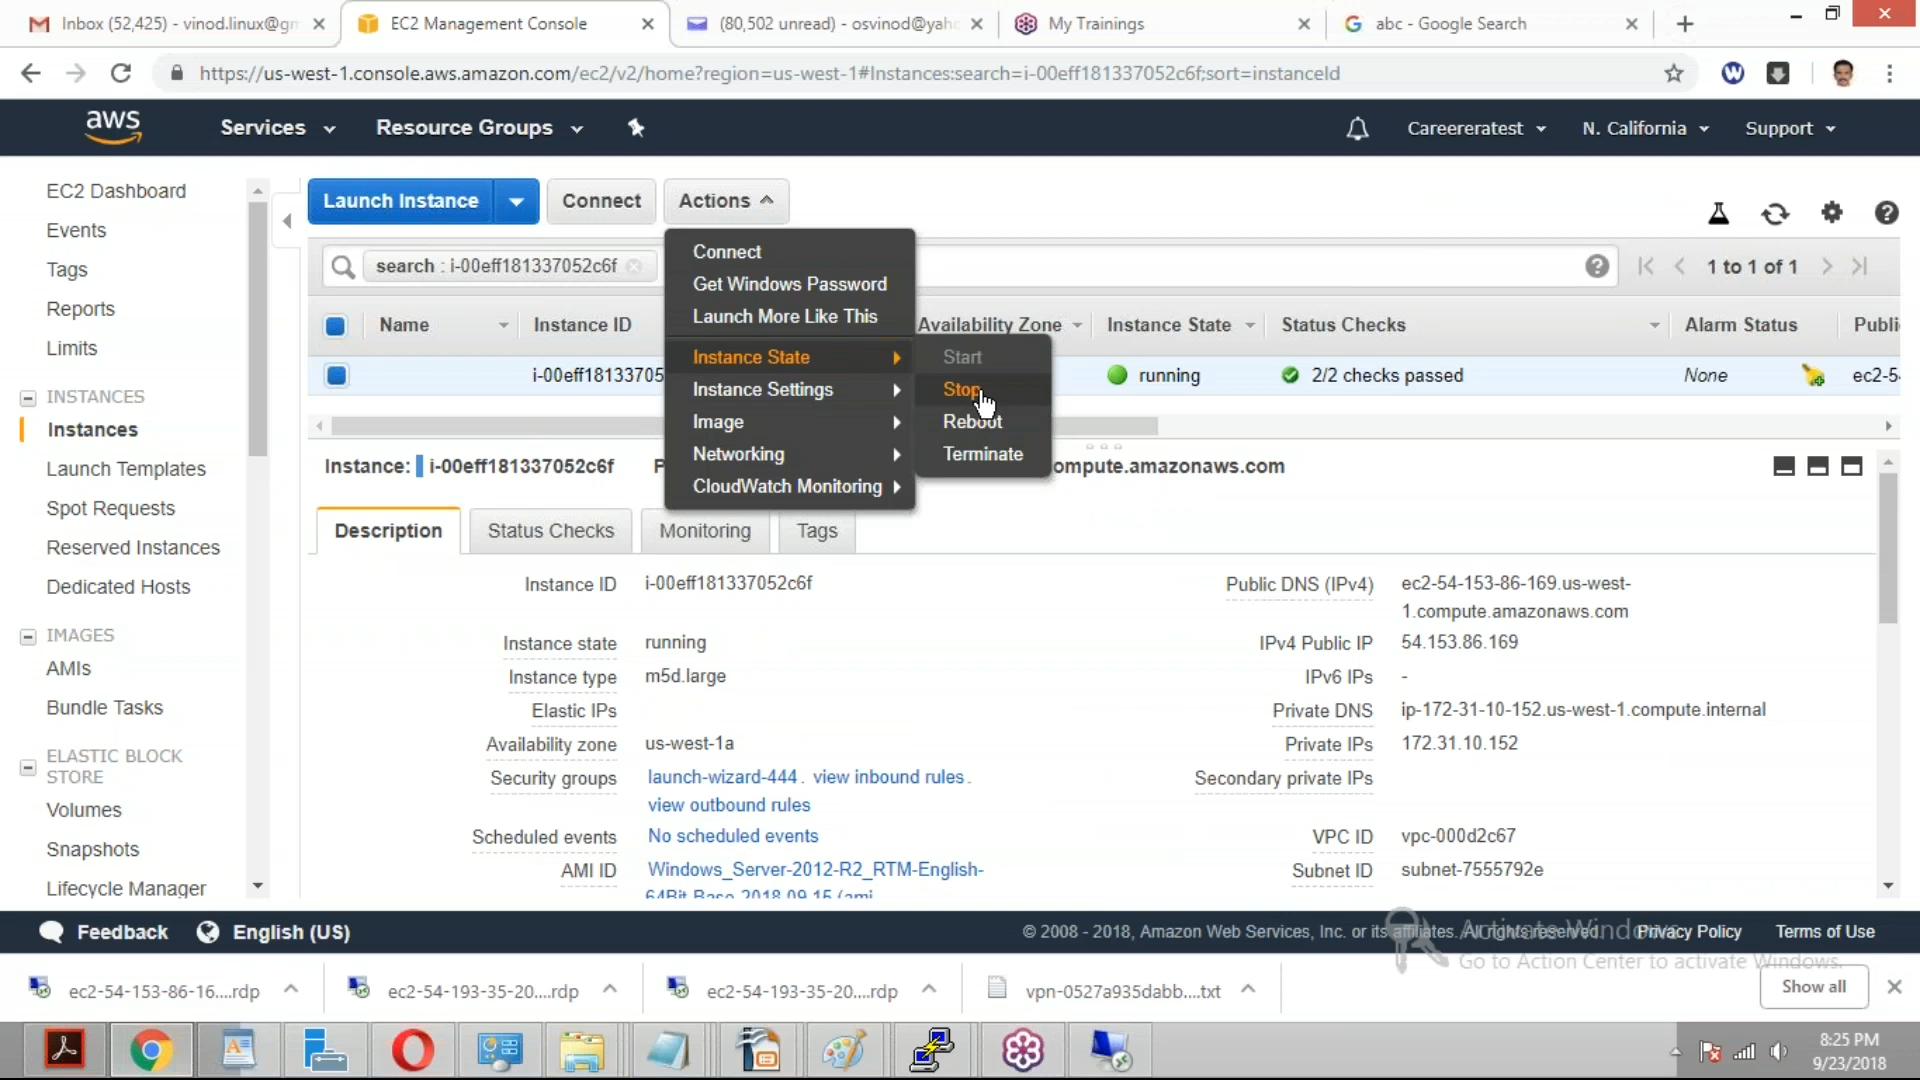 Inbox (52,425) - vinod.linux@gm
EC2 Management Console
(80,502 unread) - osvinod@yaho
My Trainings
abc - Google Search
https://us-west-1.console.aws.amazon.com/ec2/v2/home?region=us-west-1#Instances:search=i-00eff181337052c6f;sort=instanceId
aws
Services
Resource Groups
Careereratest
N. California
Support
EC2 Dashboard
Events
Tags
Reports
Limits
INSTANCES
Instances
Launch Templates
Spot Requests
Reserved Instances
Dedicated Hosts
IMAGES
AMIs
Bundle Tasks
ELASTIC BLOCK
STORE
Volumes
Snapshots
Lifecycle Manager
Launch Instance
Connect
Actions
search : i-00eff181337052c6f
1 to 1 of 1
Connect
Get Windows Password
Launch More Like This
Instance State
Instance Settings
Image
Networking
CloudWatch Monitoring
Start
Stop
Reboot
Terminate
Name
Instance ID
Availability Zone
Instance State
Status Checks
Alarm Status
Publi
i-00eff18133705
running
2/2 checks passed
None
ec2-5
Instance: i-00eff181337052c6f
P
ompute.amazonaws.com
Description
Status Checks
Monitoring
Tags
Instance ID i-00eff181337052c6f
Instance state running
Instance type m5d.large
Elastic IPs
Availability zone us-west-1a
Security groups launch-wizard-444. view inbound rules.
view outbound rules
Scheduled events No scheduled events
AMI ID Windows_Server-2012-R2_RTM-English-
64Bit-Base-2018.09.15 (ami-
Public DNS (IPv4) ec2-54-153-86-169.us-west-
1.compute.amazonaws.com
IPv4 Public IP 54.153.86.169
IPv6 IPs -
Private DNS ip-172-31-10-152.us-west-1.compute.internal
Private IPs 172.31.10.152
Secondary private IPs
VPC ID vpc-000d2c67
Subnet ID subnet-7555792e
Feedback
English (US)
© 2008 - 2018, Amazon Web Services, Inc. or its affiliates. All rights reserved.
Privacy Policy
Terms of Use
Activate Windows
Go to Action Center to activate Windows.
ec2-54-153-86-16....rdp
ec2-54-193-35-20....rdp
ec2-54-193-35-20....rdp
vpn-0527a935dabb....txt
Show all
8:25 PM
9/23/2018